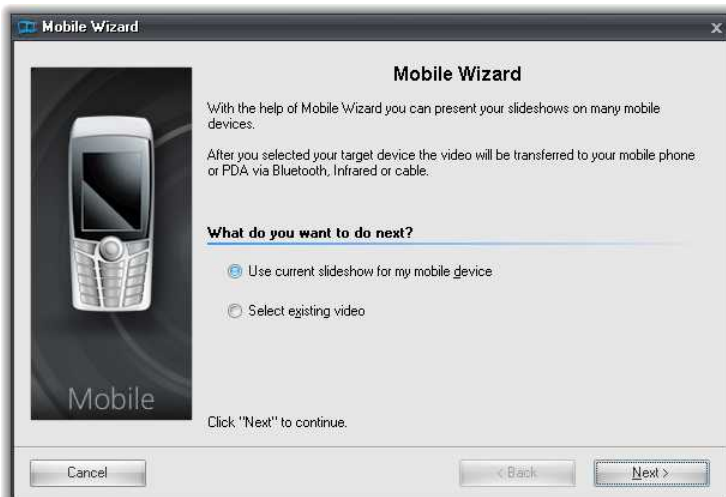 Mobile Wizard
x
Mobile Wizard
With the help of Mobile Wizard you can present your slideshows on many mobile
devices.
After you selected your target device the video will be transferred to your mobile phone
or PDA via Bluetooth, Infrared or cable.
What do you want to do next?
Use current slideshow for my mobile device
Select existing video
Mobile
Click "Next" to continue.
Cancel
< Back
Next >